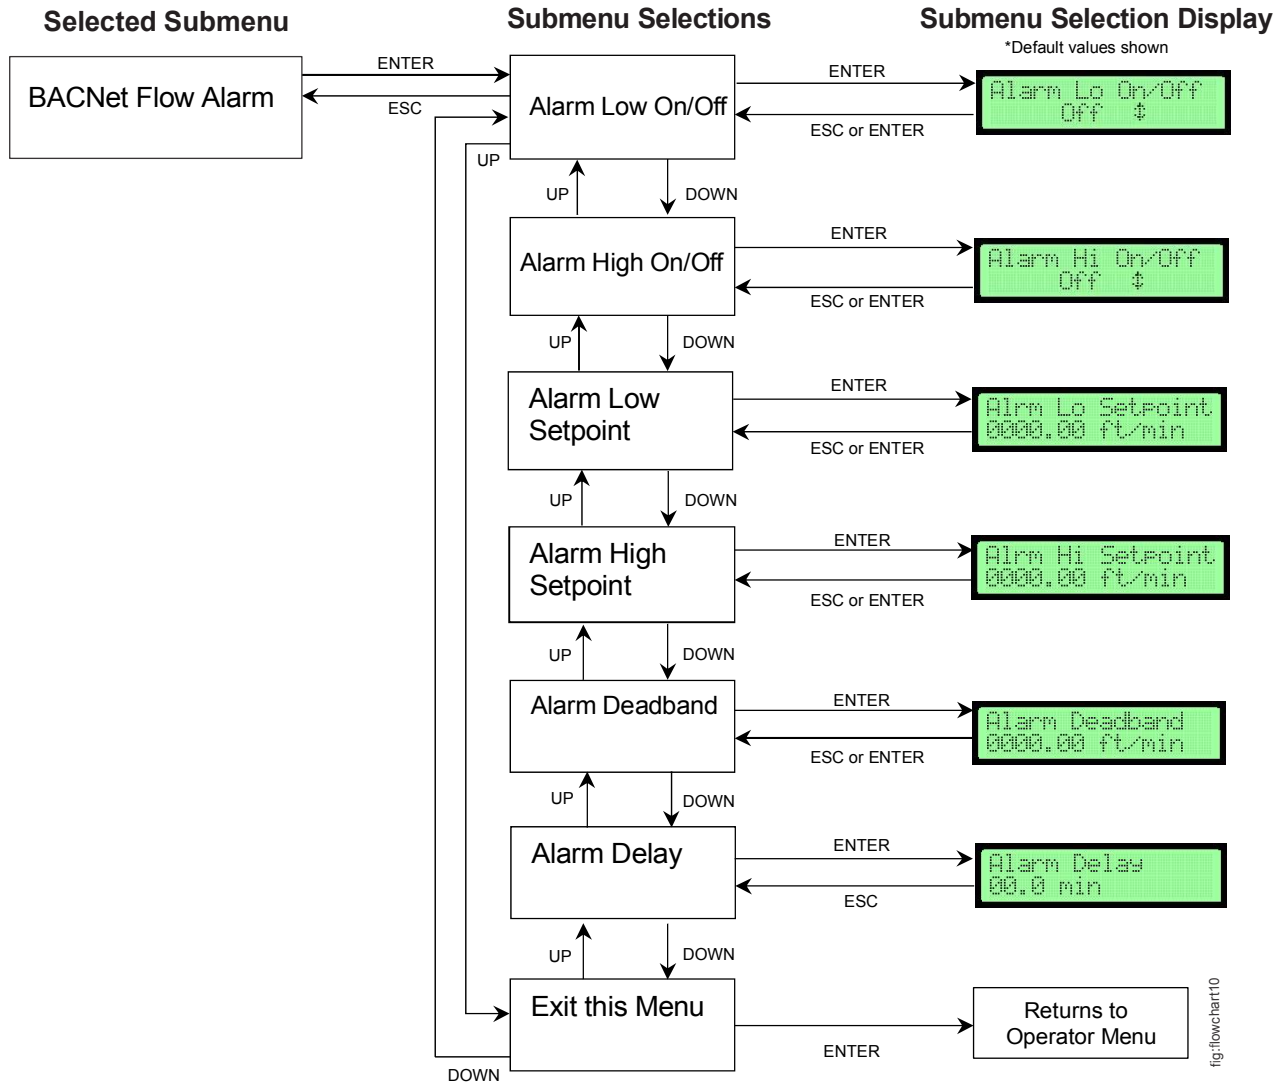 Selected Submenu
Submenu Selections
Submenu Selection Display
*Default values shown
BACNet Flow Alarm
ENTER
ESC
Alarm Low On/Off
ENTER
ESC or ENTER
Alarm Lo On/Off
Off ↕
UP
UP
DOWN
Alarm High On/Off
ENTER
ESC or ENTER
Alarm Hi On/Off
Off ↕
UP
DOWN
Alarm Low
Setpoint
ENTER
ESC or ENTER
Alrm Lo Setpoint
0000.00 ft/min
UP
DOWN
Alarm High
Setpoint
ENTER
ESC or ENTER
Alrm Hi Setpoint
0000.00 ft/min
UP
DOWN
Alarm Deadband
ENTER
ESC or ENTER
Alarm Deadband
0000.00 ft/min
UP
DOWN
Alarm Delay
ENTER
ESC
Alarm Delay
00.0 min
UP
DOWN
Exit this Menu
ENTER
Returns to
Operator Menu
DOWN
fig:flowchart10